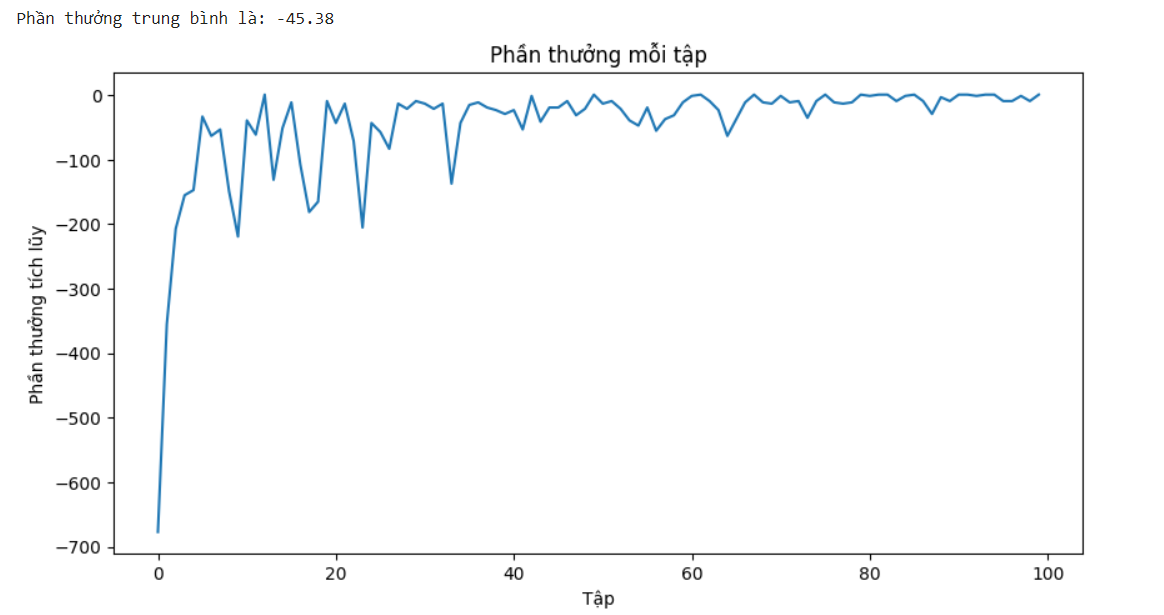 Phần thưởng trung bình là: -45.38
Phần thưởng mỗi tập
Phần thưởng tích lũy
0
−100
−200
−300
−400
−500
−600
−700
0 20 40 60 80 100
Tập